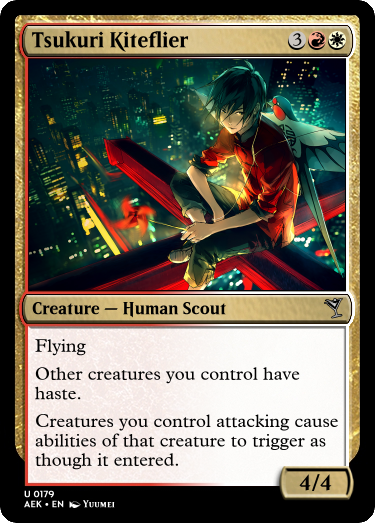 Tsukuri Kiteflier 3
Creature — Human Scout
Flying
Other creatures you control have
haste.
Creatures you control attacking cause
abilities of that creature to trigger as
though it entered.
4/4
U 0179
AEK • EN Yuumei